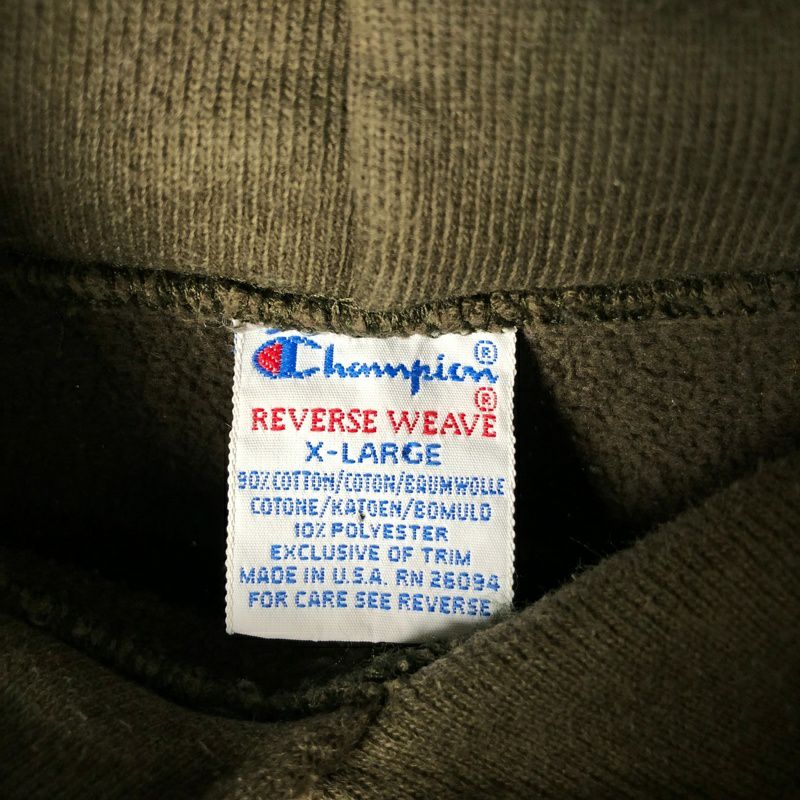 Champion®
REVERSE WEAVE®
X-LARGE
90% COTTON/COTON/BAUMWOLLE
COTONE/KATOEN/BOMULD
10% POLYESTER
EXCLUSIVE OF TRIM
MADE IN U.S.A. RN 26094
FOR CARE SEE REVERSE